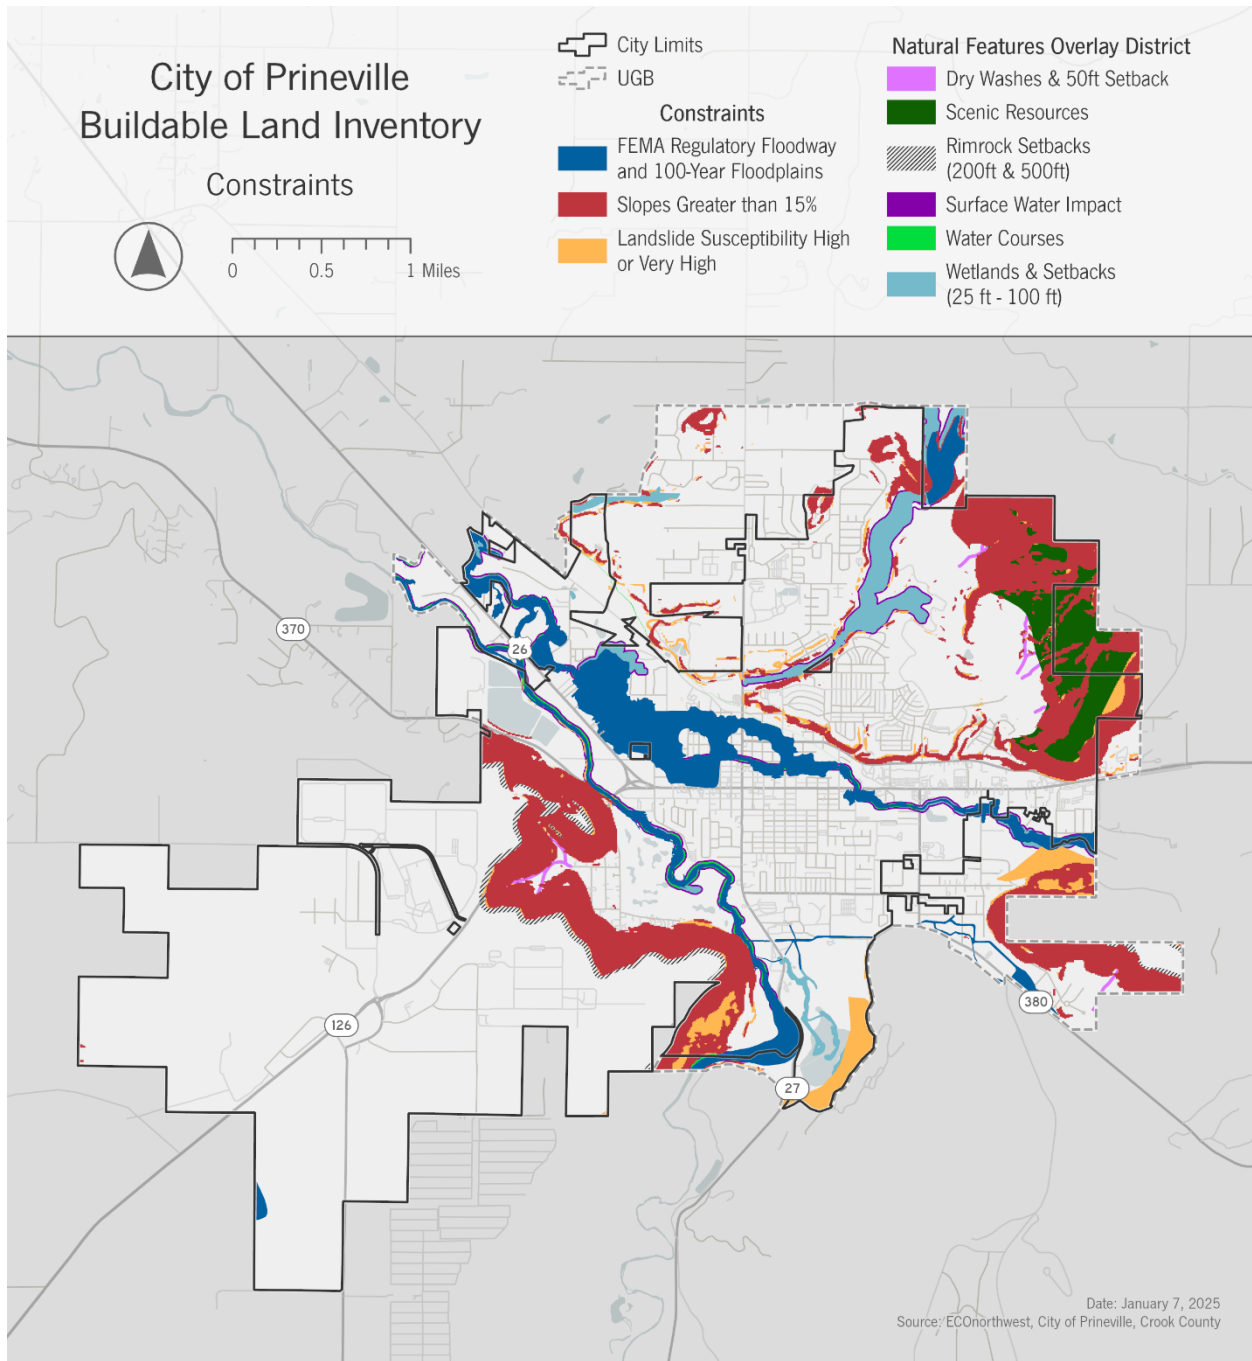 City of Prineville
Buildable Land Inventory
Constraints
0 0.5 1 Miles
City Limits
UGB
Constraints
FEMA Regulatory Floodway
and 100-Year Floodplains
Slopes Greater than 15%
Landslide Susceptibility High
or Very High
Natural Features Overlay District
Dry Washes & 50ft Setback
Scenic Resources
Rimrock Setbacks
(200ft & 500ft)
Surface Water Impact
Water Courses
Wetlands & Setbacks
(25 ft - 100 ft)
370
26
126
380
27
Date: January 7, 2025
Source: ECOnorthwest, City of Prineville, Crook County